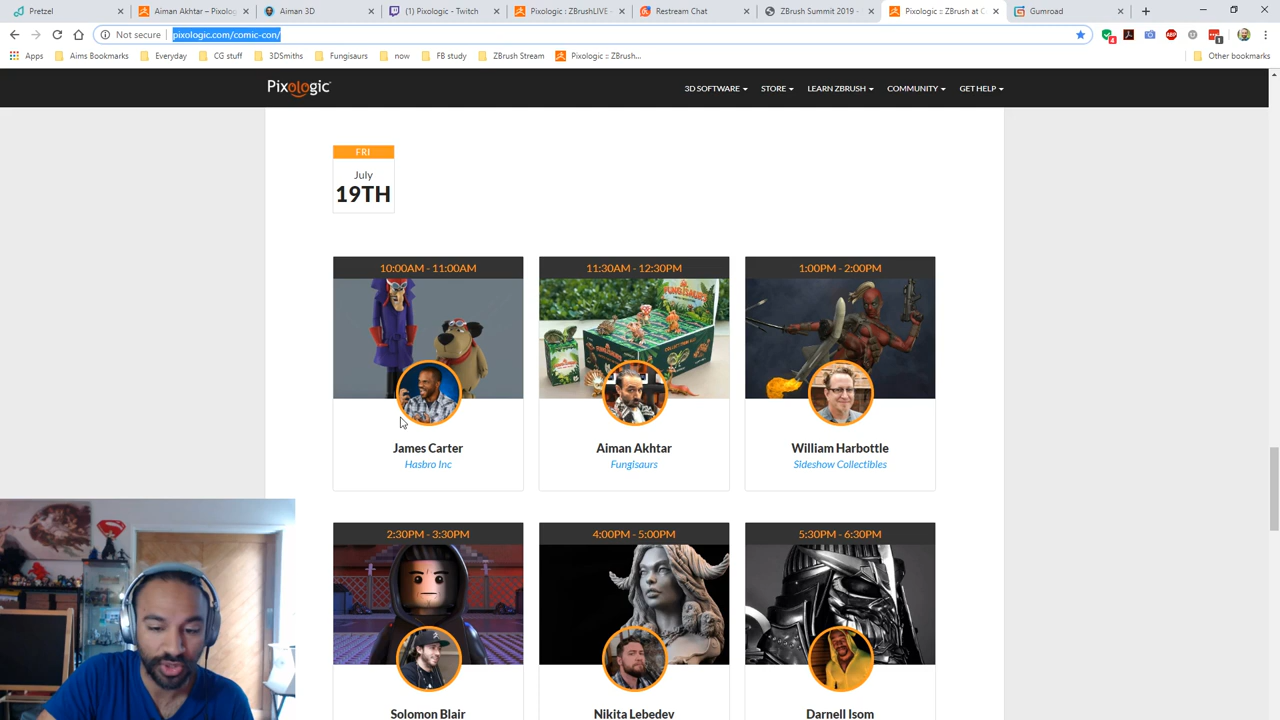 Pretzel
Aiman Akhtar – Pixolog
Aiman 3D
(1) Pixologic - Twitch
Pixologic : ZBrushLIVE -
Restream Chat
ZBrush Summit 2019 -
Pixologic :: ZBrush at C
Gumroad
Not secure | pixologic.com/comic-con/
Apps
Aims Bookmarks
Everyday
CG stuff
3DSmiths
Fungisaurs
now
FB study
ZBrush Stream
Pixologic :: ZBrush...
Other bookmarks
Pixologic
3D SOFTWARE
STORE
LEARN ZBRUSH
COMMUNITY
GET HELP
FRI
July
19TH
10:00AM - 11:00AM
James Carter
Hasbro Inc
11:30AM - 12:30PM
FUNGISAURS
Aiman Akhtar
Fungisaurs
1:00PM - 2:00PM
William Harbottle
Sideshow Collectibles
2:30PM - 3:30PM
Solomon Blair
4:00PM - 5:00PM
Nikita Lebedev
5:30PM - 6:30PM
Darnell Isom